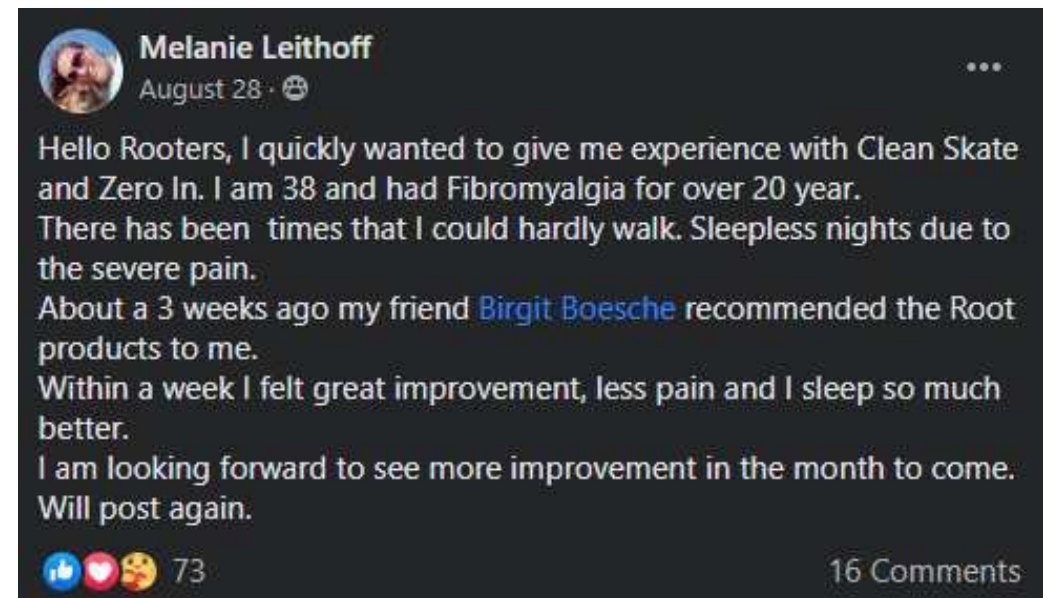 Melanie Leithoff
August 28 ·
Hello Rooters, I quickly wanted to give me experience with Clean Skate
and Zero In. I am 38 and had Fibromyalgia for over 20 year.
There has been  times that I could hardly walk. Sleepless nights due to
the severe pain.
About a 3 weeks ago my friend Birgit Boesche recommended the Root
products to me.
Within a week I felt great improvement, less pain and I sleep so much
better.
I am looking forward to see more improvement in the month to come.
Will post again.
73
16 Comments